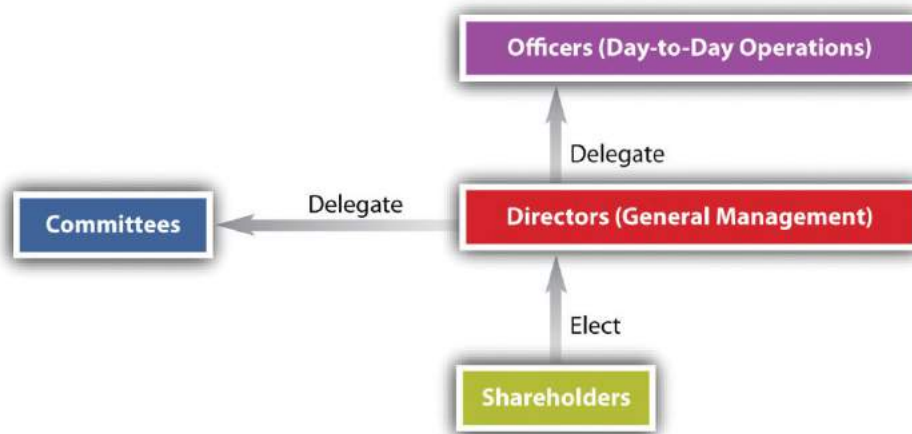 Officers (Day-to-Day Operations)
Delegate
Delegate
Committees
Directors (General Management)
Elect
Shareholders